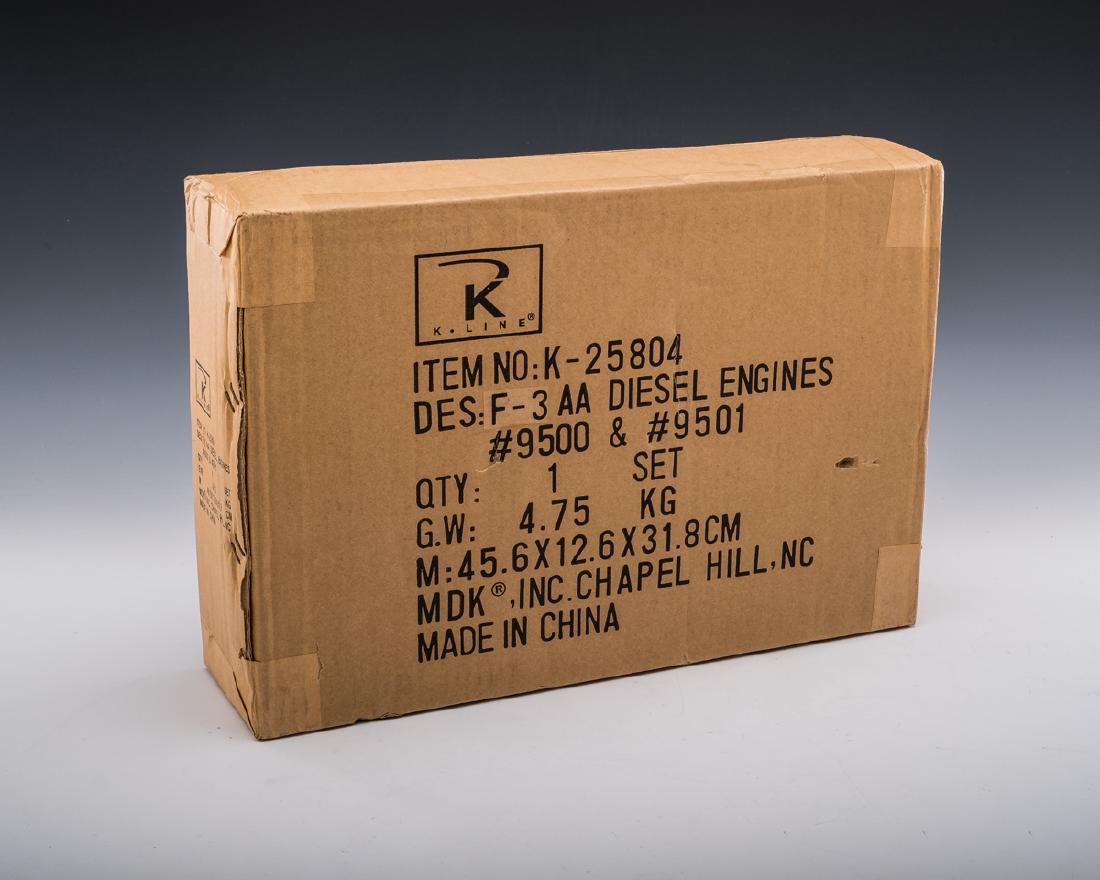 K
K•LINE®
ITEM NO:K-25804
DES:F-3 AA DIESEL ENGINES
#9500 & #9501
QTY: 1 SET
G.W: 4.75 KG
M:45.6X12.6X31.8CM
MDK®,INC.CHAPEL HILL,NC
MADE IN CHINA
K